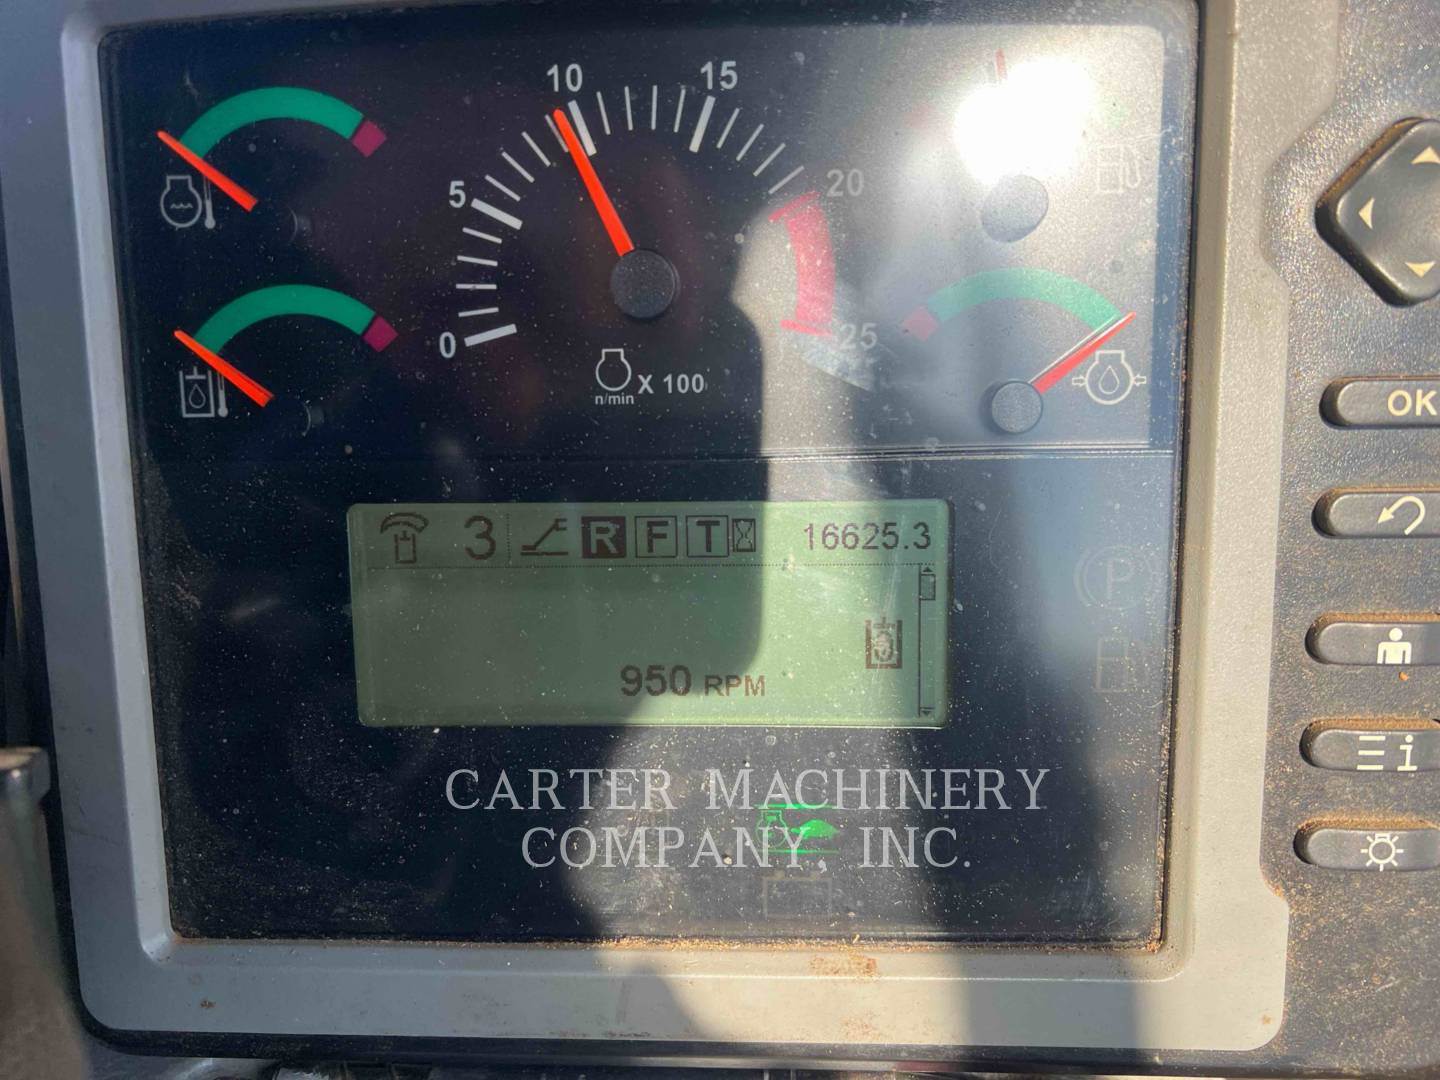 10
15
5
20
0
25
X 100
n/min
OK
3 R F T 16625.3
P
950 RPM
i
CARTER MACHINERY
COMPANY, INC.